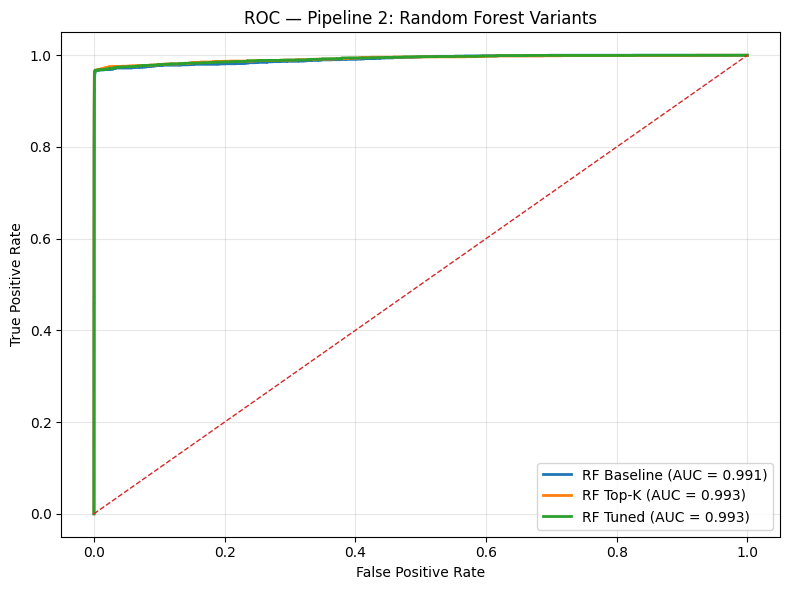 ROC — Pipeline 2: Random Forest Variants
1.0
0.8
0.6
0.4
0.2
0.0
True Positive Rate
RF Baseline (AUC = 0.991)
RF Top-K (AUC = 0.993)
RF Tuned (AUC = 0.993)
0.0 0.2 0.4 0.6 0.8 1.0
False Positive Rate